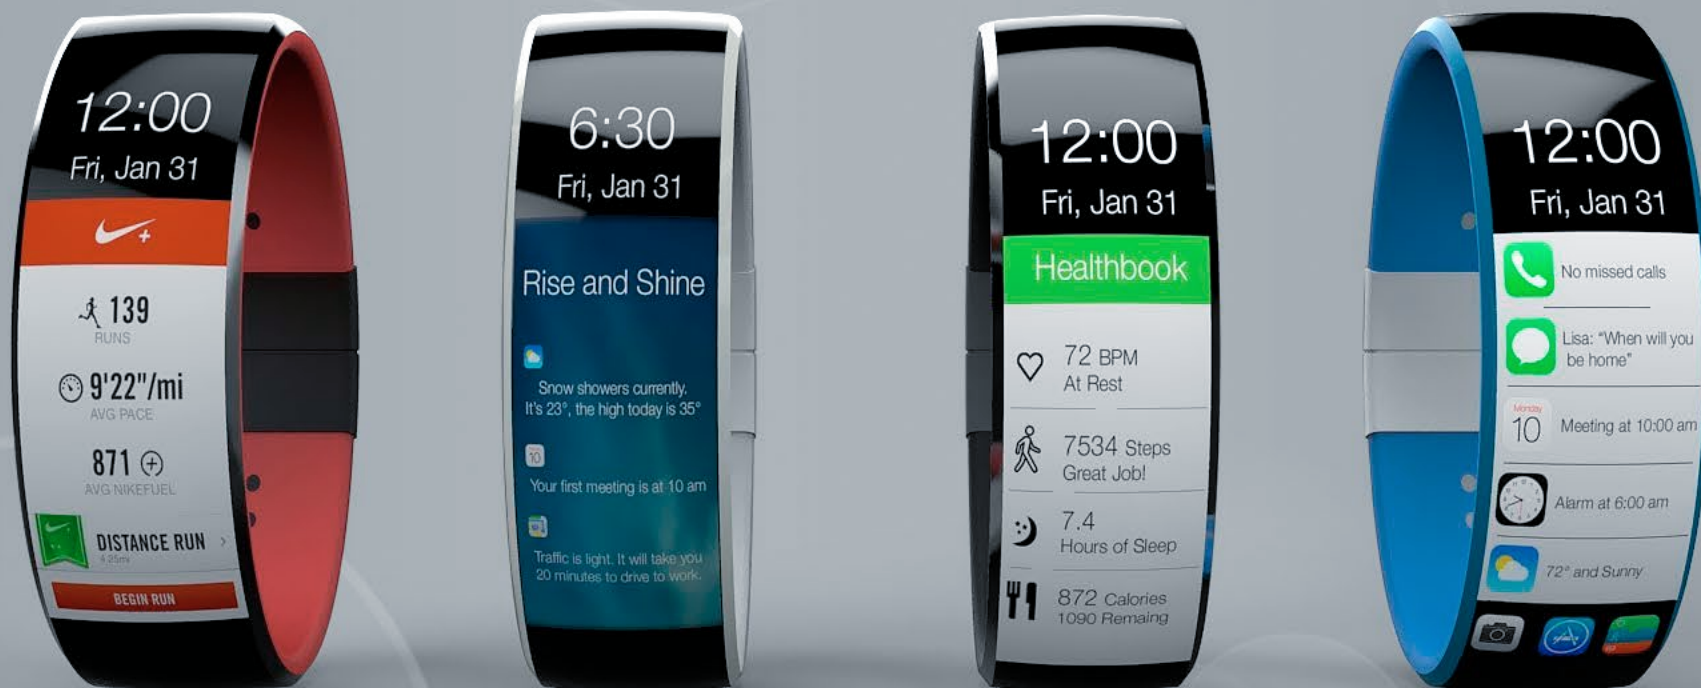 12:00
Fri, Jan 31
139
RUNS
9'22"/mi
AVG PACE
871
AVG NIKEFUEL
DISTANCE RUN
4.25mi
BEGIN RUN
6:30
Fri, Jan 31
Rise and Shine
Snow showers currently.
It's 23°, the high today is 35°
10
Your first meeting is at 10 am
Traffic is light. It will take you
20 minutes to drive to work.
12:00
Fri, Jan 31
Healthbook
72 BPM
At Rest
7534 Steps
Great Job!
7.4
Hours of Sleep
872 Calories
1090 Remaing
12:00
Fri, Jan 31
No missed calls
Lisa: "When will you
be home"
Monday
10
Meeting at 10:00 am
Alarm at 6:00 am
72° and Sunny